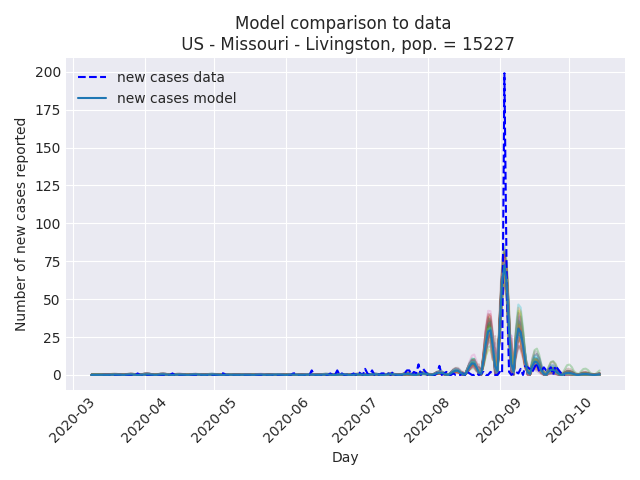 Model comparison to data
US - Missouri - Livingston, pop. = 15227
new cases data
new cases model
Number of new cases reported
200
175
150
125
100
75
50
25
0
2020-03
2020-04
2020-05
2020-06
2020-07
2020-08
2020-09
2020-10
Day